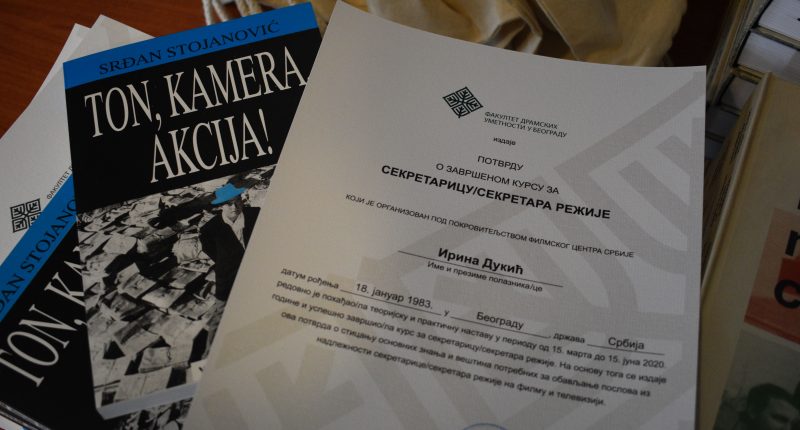 SRĐAN STOJANOVIĆ
TON, KAMERA,
AKCIJA!
ФАКУЛТЕТ ДРАМСКИХ
УМЕТНОСТИ У БЕОГРАДУ
издаје
ПОТВРДУ
О ЗАВРШЕНОМ КУРСУ ЗА
СЕКРЕТАРИЦУ/СЕКРЕТАРА РЕЖИЈЕ
КОЈИ ЈЕ ОРГАНИЗОВАН ПОД ПОКРОВИТЕЉСТВОМ ФИЛМСКОГ ЦЕНТРА СРБИЈЕ
Ирина Дукић
Име и презиме полазника/це
датум рођења 18. јануар 1983. у Београду, држава Србија
редовно је похађао/ла теоријску и практичну наставу у периоду од 15. марта до 15. јуна 2020.
године и успешно завршио/ла курс за секретарицу/секретара режије. На основу тога се издаје
ова потврда о стицању основних знања и вештина потребних за обављање послова из
надлежности секретарице/секретара режије на филму и телевизији.
ĐAN STOJANOVIĆ
TON, KA